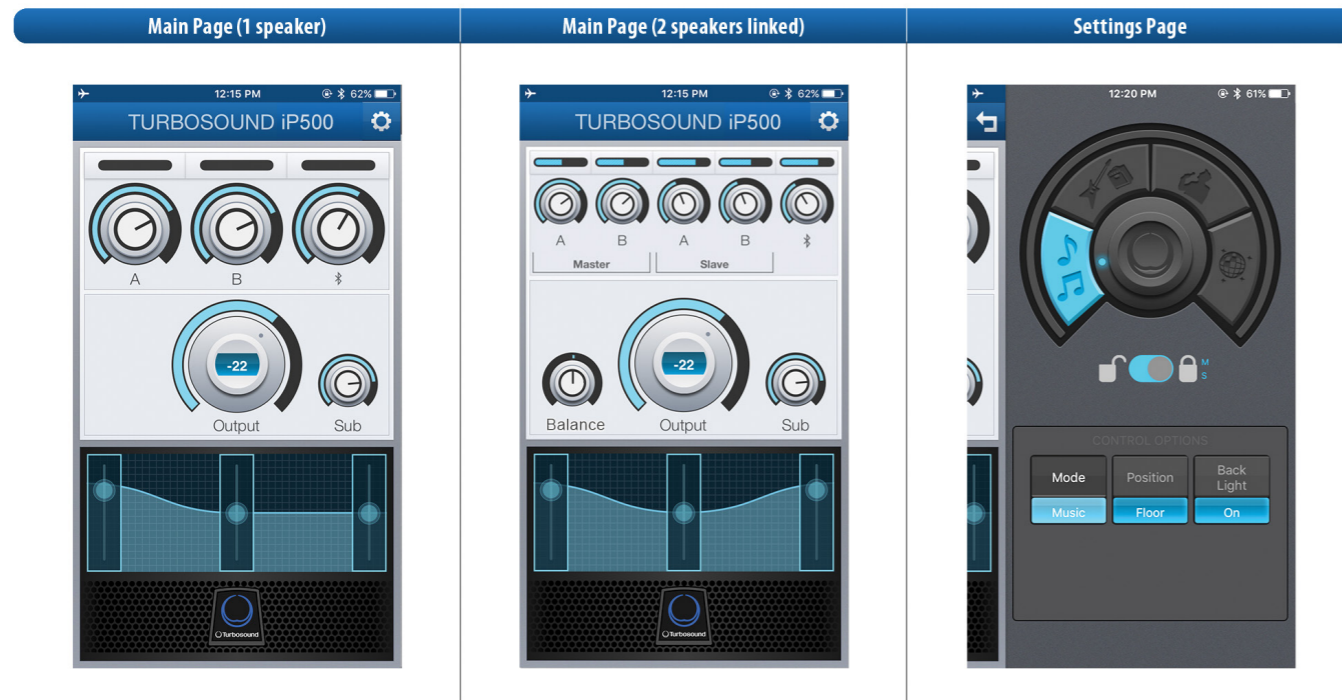 Main Page (1 speaker)
Main Page (2 speakers linked)
Settings Page
12:15 PM
62%
TURBOSOUND iP500
A
B
-22
Output
Sub
Turbosound
12:15 PM
62%
TURBOSOUND iP500
A
B
A
B
Master
Slave
-22
Balance
Output
Sub
Turbosound
12:20 PM
61%
M
S
CONTROL OPTIONS
Mode
Position
Back
Light
Music
Floor
On